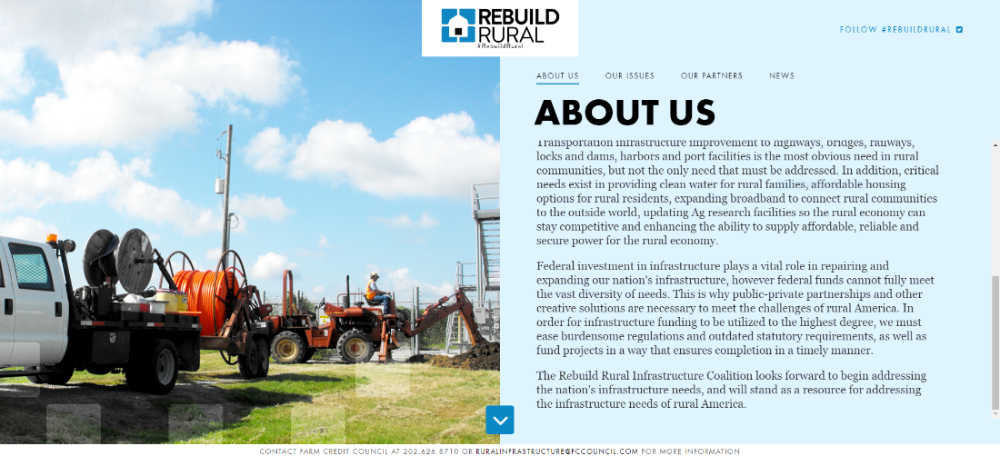 REBUILD
RURAL
#RebuildRural
FOLLOW #REBUILDRURAL
ABOUT US OUR ISSUES OUR PARTNERS NEWS
ABOUT US
Transportation infrastructure improvement to highways, bridges, railways,
locks and dams, harbors and port facilities is the most obvious need in rural
communities, but not the only need that must be addressed. In addition, critical
needs exist in providing clean water for rural families, affordable housing
options for rural residents, expanding broadband to connect rural communities
to the outside world, updating Ag research facilities so the rural economy can
stay competitive and enhancing the ability to supply affordable, reliable and
secure power for the rural economy.
Federal investment in infrastructure plays a vital role in repairing and
expanding our nation's infrastructure, however federal funds cannot fully meet
the vast diversity of needs. This is why public-private partnerships and other
creative solutions are necessary to meet the challenges of rural America. In
order for infrastructure funding to be utilized to the highest degree, we must
ease burdensome regulations and outdated statutory requirements, as well as
fund projects in a way that ensures completion in a timely manner.
The Rebuild Rural Infrastructure Coalition looks forward to begin addressing
the nation's infrastructure needs, and will stand as a resource for addressing
the infrastructure needs of rural America.
CONTACT FARM CREDIT COUNCIL AT 202.626.8710 OR RURALINFRASTRUCTURE@FCCOUNCIL.COM FOR MORE INFORMATION